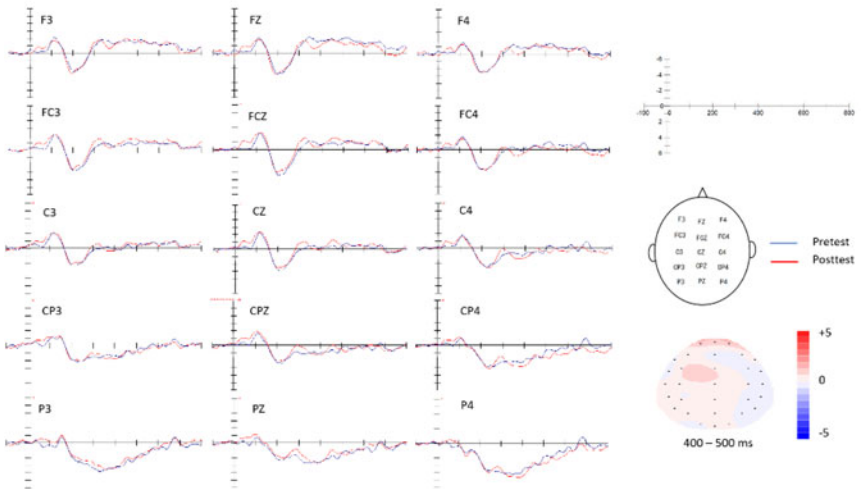 F3
FZ
F4
FC3
FCZ
FC4
C3
CZ
C4
CP3
CPZ
CP4
P3
PZ
P4
-6
-4
-2
0
2
4
6
-100 -0 200 400 600 800
F3 FZ F4
FC3 FCZ FC4
C3 CZ C4
CP3 CPZ CP4
P3 PZ P4
Pretest
Posttest
+5
0
-5
400 – 500 ms